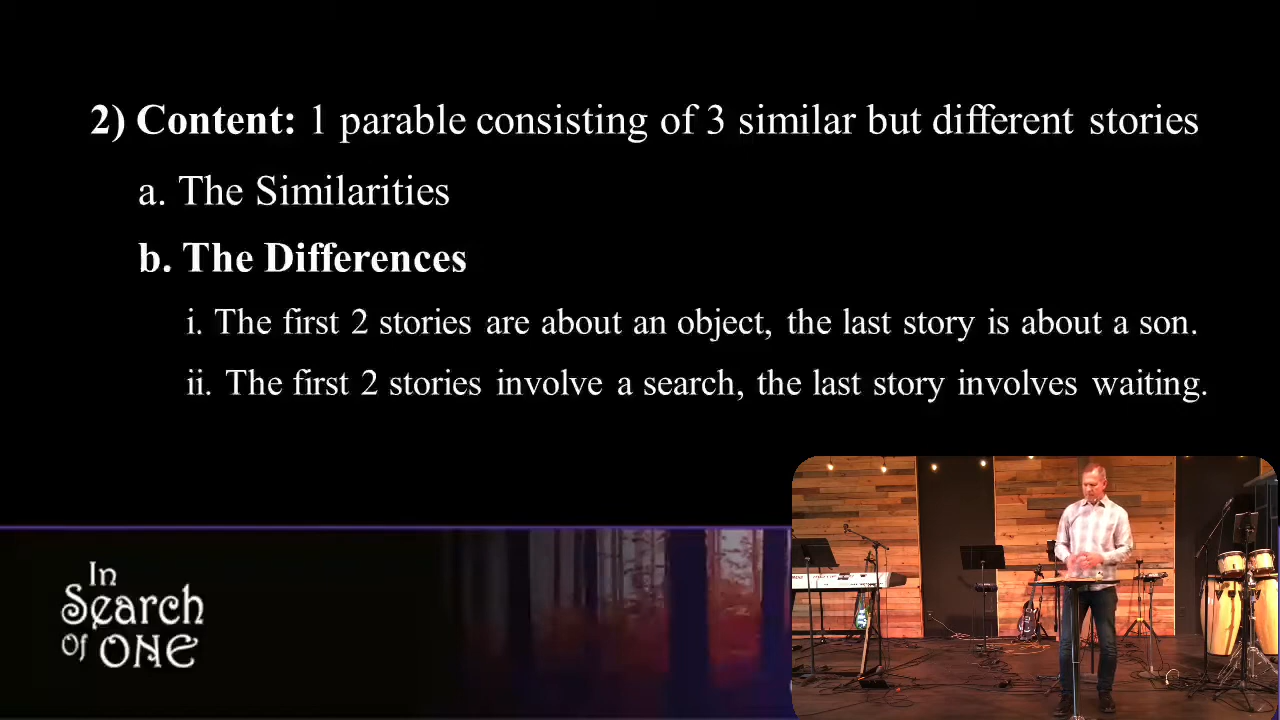 2) Content: 1 parable consisting of 3 similar but different stories
a. The Similarities
b. The Differences
i. The first 2 stories are about an object, the last story is about a son.
ii. The first 2 stories involve a search, the last story involves waiting.
In
Search
Of ONE